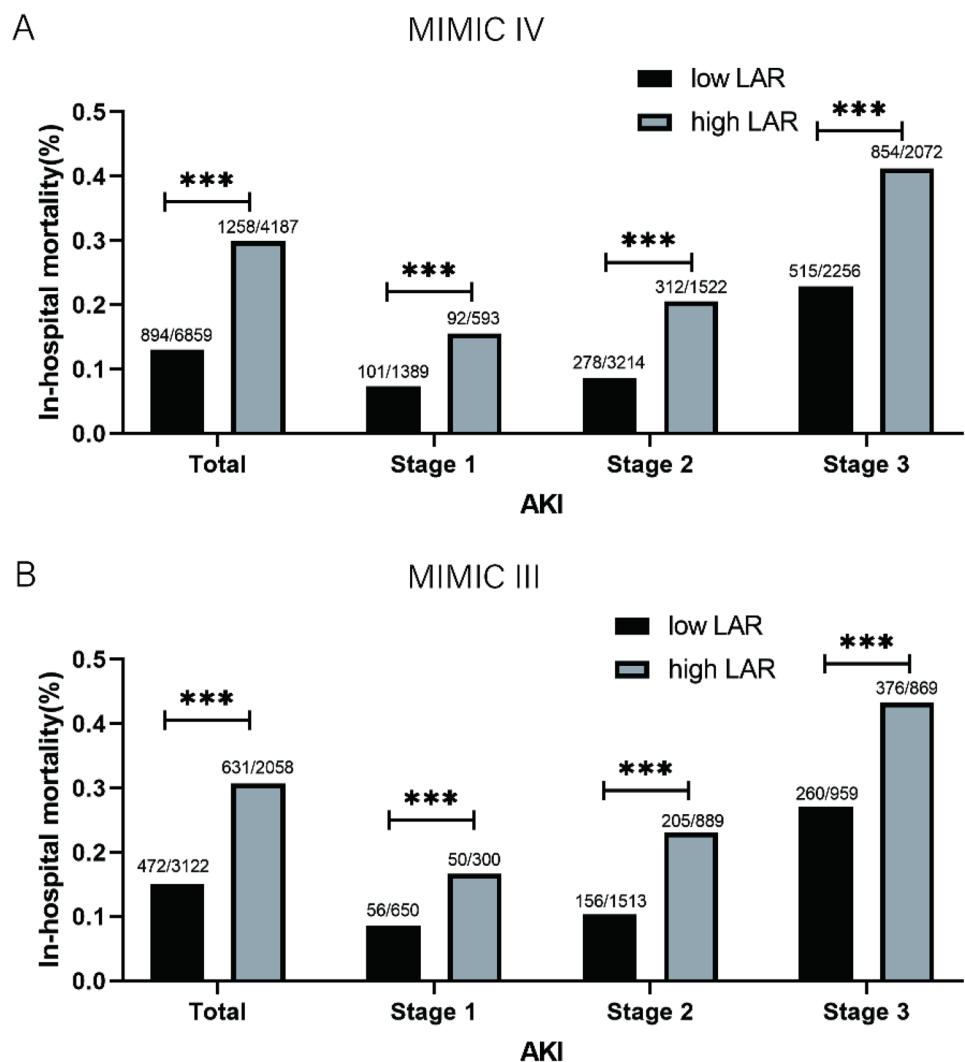 A
MIMIC IV
low LAR
high LAR
In-hospital mortality(%)
0.5
0.4
0.3
0.2
0.1
0.0
***
***
***
***
894/6859
1258/4187
101/1389
92/593
278/3214
312/1522
515/2256
854/2072
Total
Stage 1
Stage 2
Stage 3
AKI
B
MIMIC III
low LAR
high LAR
In-hospital mortality(%)
0.5
0.4
0.3
0.2
0.1
0.0
***
***
***
***
472/3122
631/2058
56/650
50/300
156/1513
205/889
260/959
376/869
Total
Stage 1
Stage 2
Stage 3
AKI